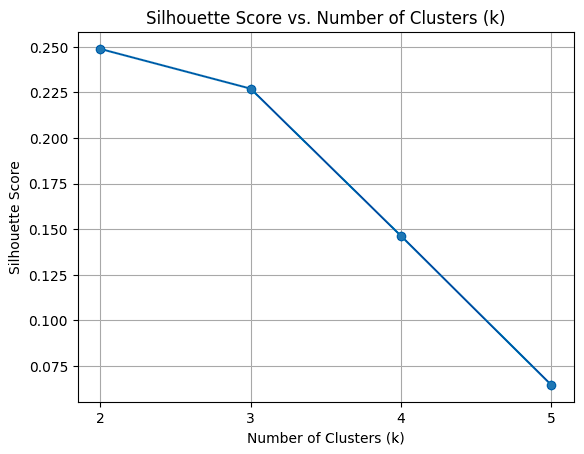 Silhouette Score vs. Number of Clusters (k)
0.250
0.225
0.200
0.175
0.150
0.125
0.100
0.075
Silhouette Score
2 3 4 5
Number of Clusters (k)